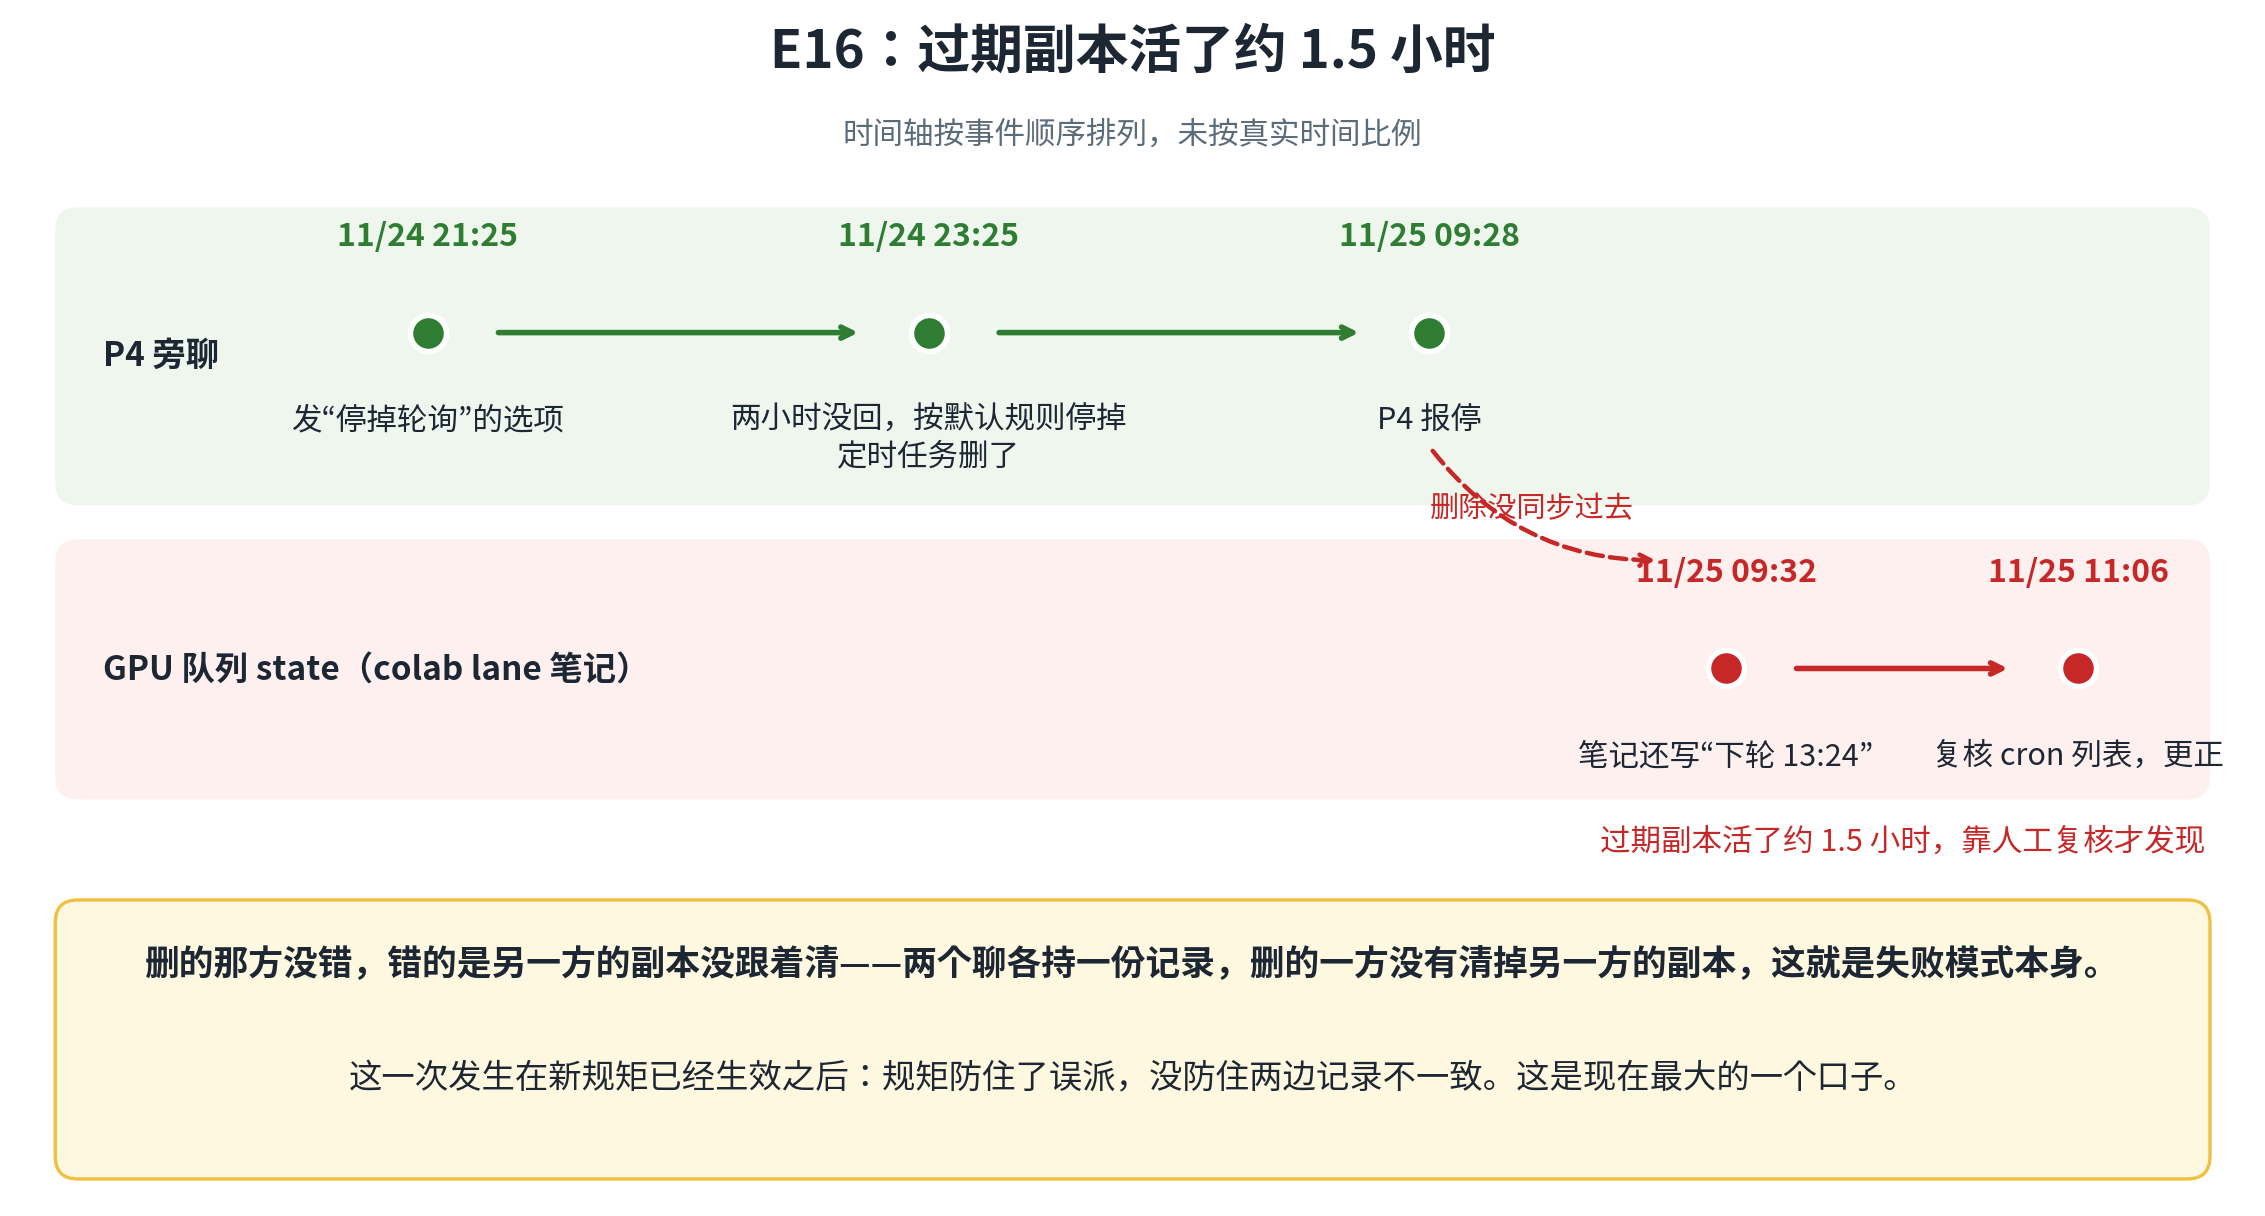 E16：过期副本活了约 1.5 小时
时间轴按事件顺序排列，未按真实时间比例
11/24 21:25
11/24 23:25
11/25 09:28
P4 旁聊
发“停掉轮询”的选项
两小时没回，按默认规则停掉
定时任务删了
P4 报停
删除没同步过去
11/25 09:32
11/25 11:06
GPU 队列 state（colab lane 笔记）
笔记还写“下轮 13:24”
复核 cron 列表，更正
过期副本活了约 1.5 小时，靠人工复核才发现
删的那方没错，错的是另一方的副本没跟着清——两个聊各持一份记录，删的一方没有清掉另一方的副本，这就是失败模式本身。
这一次发生在新规矩已经生效之后：规矩防住了误派，没防住两边记录不一致。这是现在最大的一个口子。